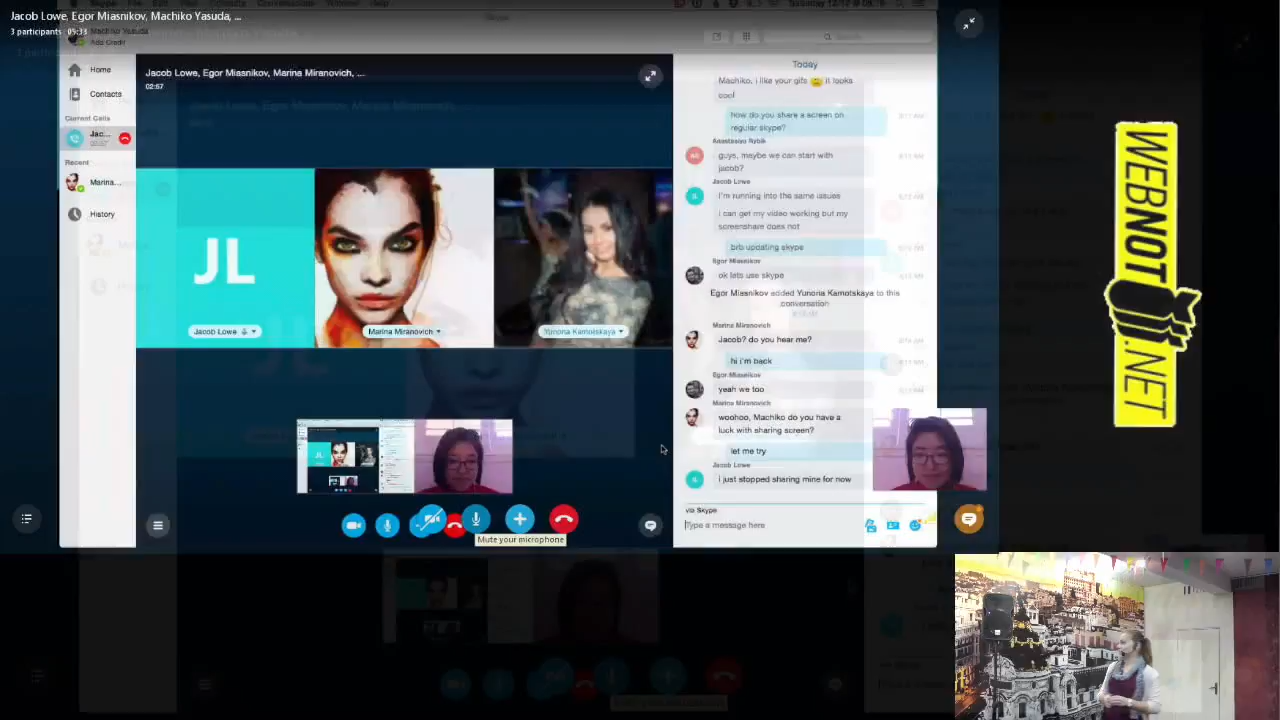 Jacob Lowe, Egor Miasnikov, Machiko Yasuda, ...
3 participants 05:33
Machiko Yasuda
Add Credit
Home
Contacts
Current Calls
Jac...
Recent
Marina...
History
Skype
Search
Jacob Lowe, Egor Miasnikov, Marina Miranovich, ...
02:57
JL
Jacob Lowe
Marina Miranovich
Yunona Kamotskaya
Mute your microphone
Today
Machiko, i like your gifs it looks
cool
how do you share a screen on
regular skype?
guys, maybe we can start with
jacob?
Jacob Lowe
I'm running into the same issues
i can get my video working but my
screenshare does not
brb updating skype
Egor Miasnikov
ok lets use skype
Egor Miasnikov added Yunona Kamotskaya to this
conversation
Marina Miranovich
Jacob? do you hear me?
hi i'm back
Egor Miasnikov
yeah we too
Marina Miranovich
woohoo, Machiko do you have a
luck with sharing screen?
let me try
Jacob Lowe
i just stopped sharing mine for now
via Skype
Type a message here
WEBNOT
.NET